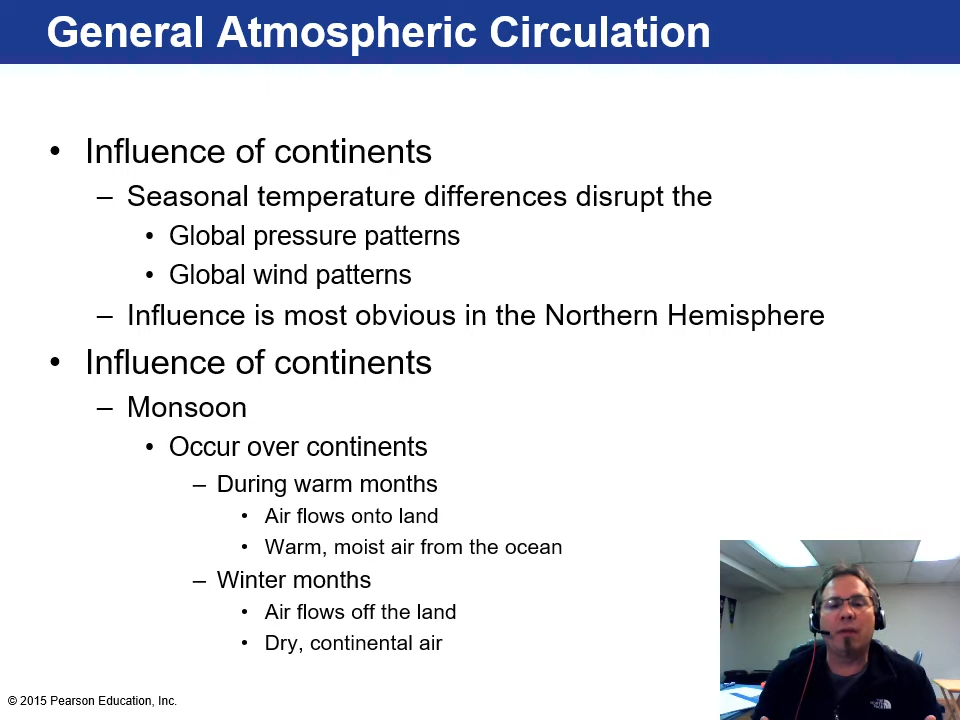 General Atmospheric Circulation
• Influence of continents
– Seasonal temperature differences disrupt the
• Global pressure patterns
• Global wind patterns
– Influence is most obvious in the Northern Hemisphere
• Influence of continents
– Monsoon
• Occur over continents
– During warm months
• Air flows onto land
• Warm, moist air from the ocean
– Winter months
• Air flows off the land
• Dry, continental air
© 2015 Pearson Education, Inc.